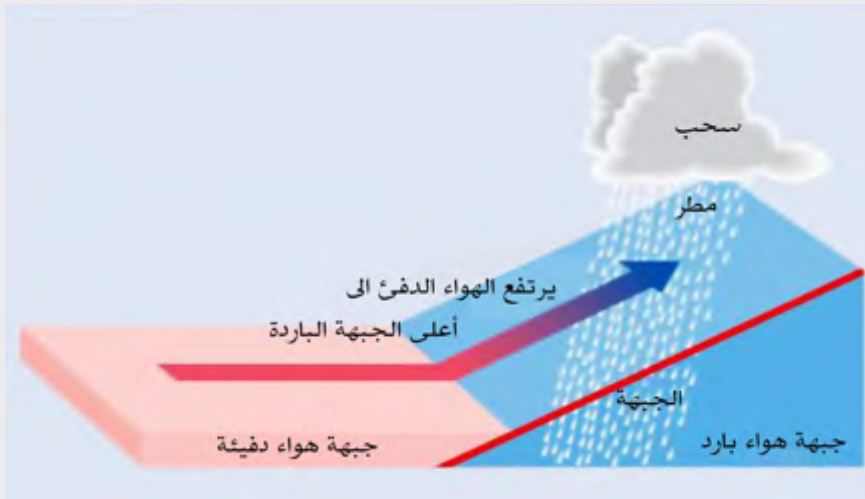 سحب
مطر
يرتفع الهواء الدفئ الى
أعلى الجبهة الباردة
الجبهة
جبهة هواء بارد
جبهة هواء دفيئة